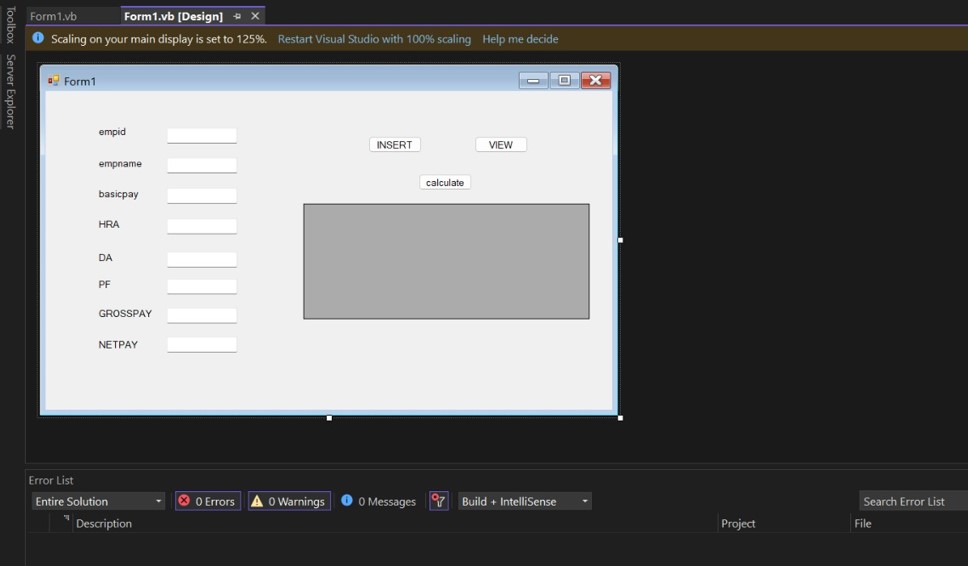 Toolbox
Server Explorer
Form1.vb
Form1.vb [Design]
Scaling on your main display is set to 125%. Restart Visual Studio with 100% scaling Help me decide
Form1
empid
empname
basicpay
HRA
DA
PF
GROSSPAY
NETPAY
INSERT
VIEW
calculate
Error List
Entire Solution
0 Errors
0 Warnings
0 Messages
Build + IntelliSense
Search Error List
Description
Project
File